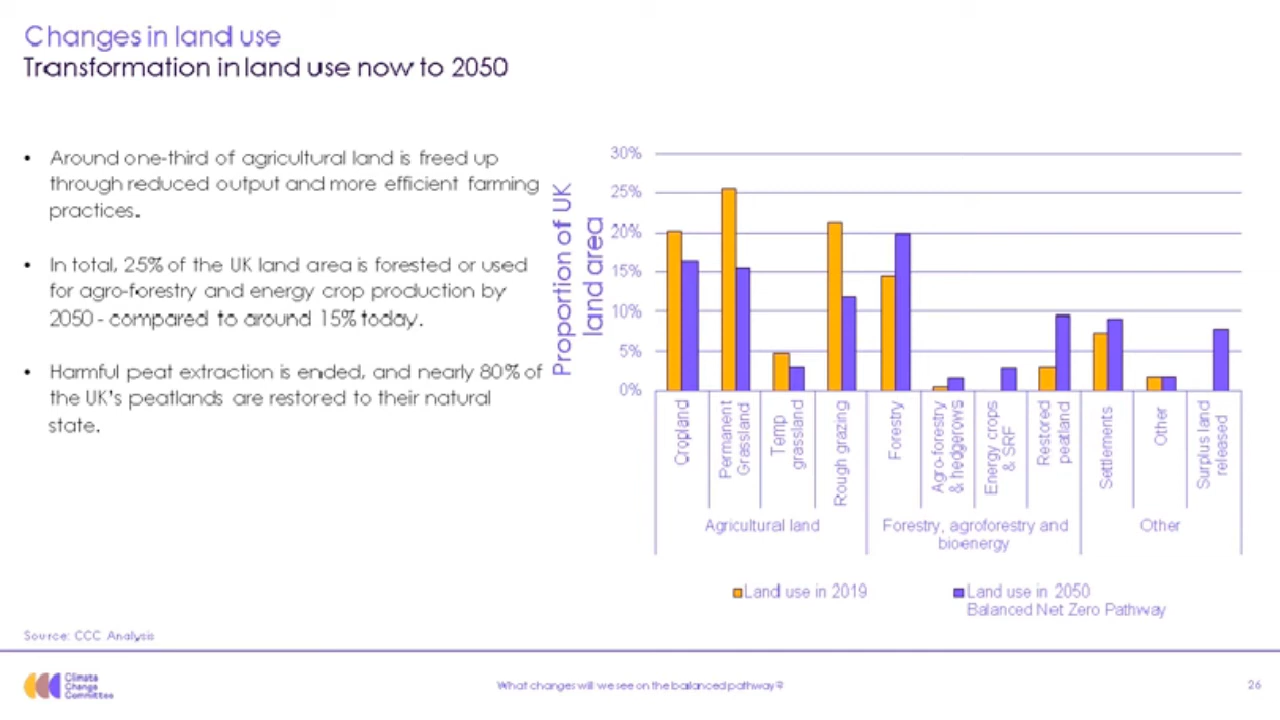 Changes in land use
Transformation in land use now to 2050
• Around one-third of agricultural land is freed up
through reduced output and more efficient farming
practices.
• In total, 25% of the UK land area is forested or used
for agro-forestry and energy crop production by
2050 - compared to around 15% today.
• Harmful peat extraction is ended, and nearly 80% of
the UK's peatlands are restored to their natural
state.
Proportion of UK
land area
30%
25%
20%
15%
10%
5%
0%
Cropland
Permanent
Grassland
Temp
grassland
Rough grazing
Forestry
Agro-forestry
& hedgerows
Energy crops
& SRF
Restored
peatland
Settlements
Other
Surplus land
released
Agricultural land
Forestry, agroforestry and
bioenergy
Other
Land use in 2019
Land use in 2050
Balanced Net Zero Pathway
Source: CCC Analysis
Climate
Change
Committee
What changes will we see on the balanced pathway?
26